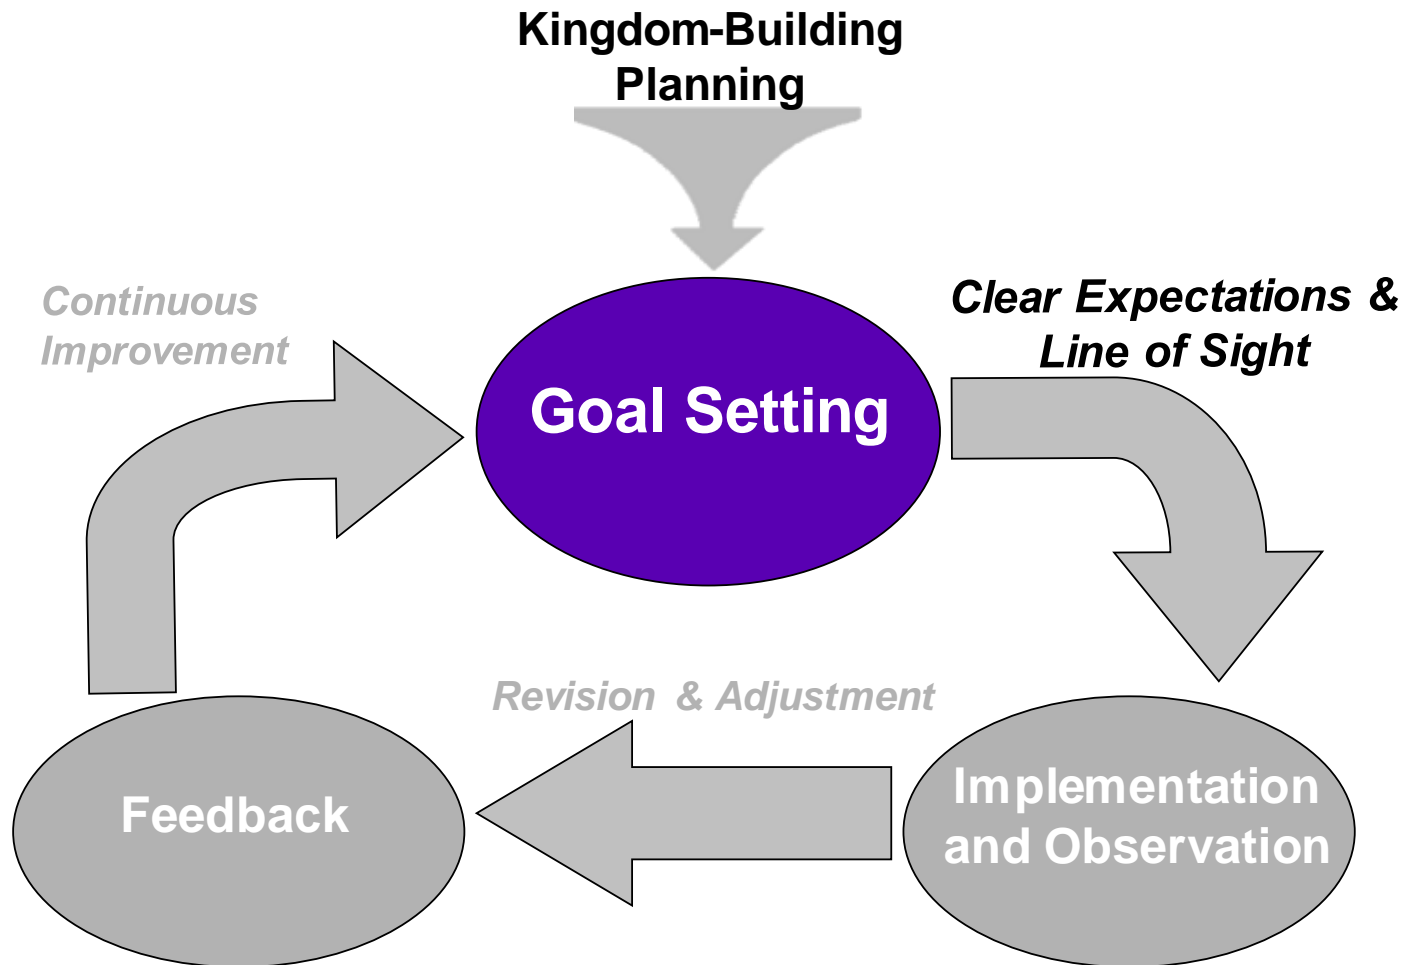 Kingdom-Building
Planning
Continuous
Improvement
Clear Expectations &
Line of Sight
Goal Setting
Revision & Adjustment
Feedback
Implementation
and Observation